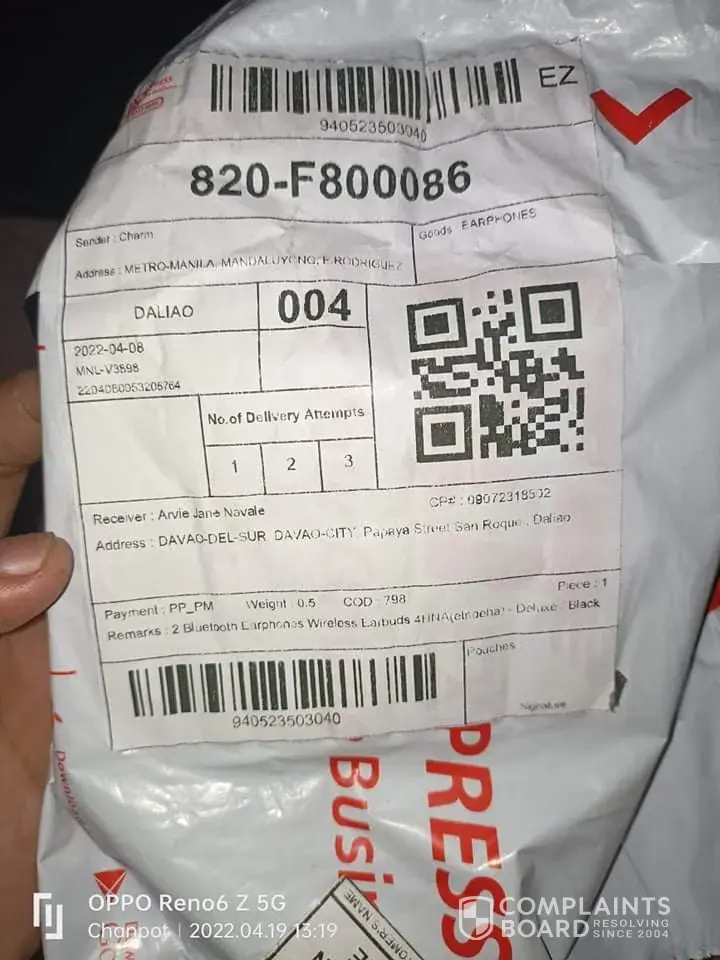 EZ
940523503040
820-F800086
Sender : Charm
Goods : EARPHONES
Address : METRO-MANILA, MANDALUYONG, E.RODRIGUEZ
DALIAO
004
2022-04-08
MNL-V3598
No.of Delivery Attempts
1 2 3
Receiver : Arvie Jane Navale
CP# :
Address : DAVAO-DEL-SUR, DAVAO-CITY, Papaya Street San Roque , Daliao
Piece : 1
Payment : PP_PM Weight : 0.5 COD : 798
Remarks : 2 Bluetooth Earphones Wireless Earbuds - Deluxe Black
Pouches :
Signature
940523503040
PRESS
Busi
Download
OMER'S NAME
OPPO Reno6 Z 5G
Chanpot | 2022.04.19 13:19
COMPLAINTS
BOARD RESOLVING
SINCE 2004